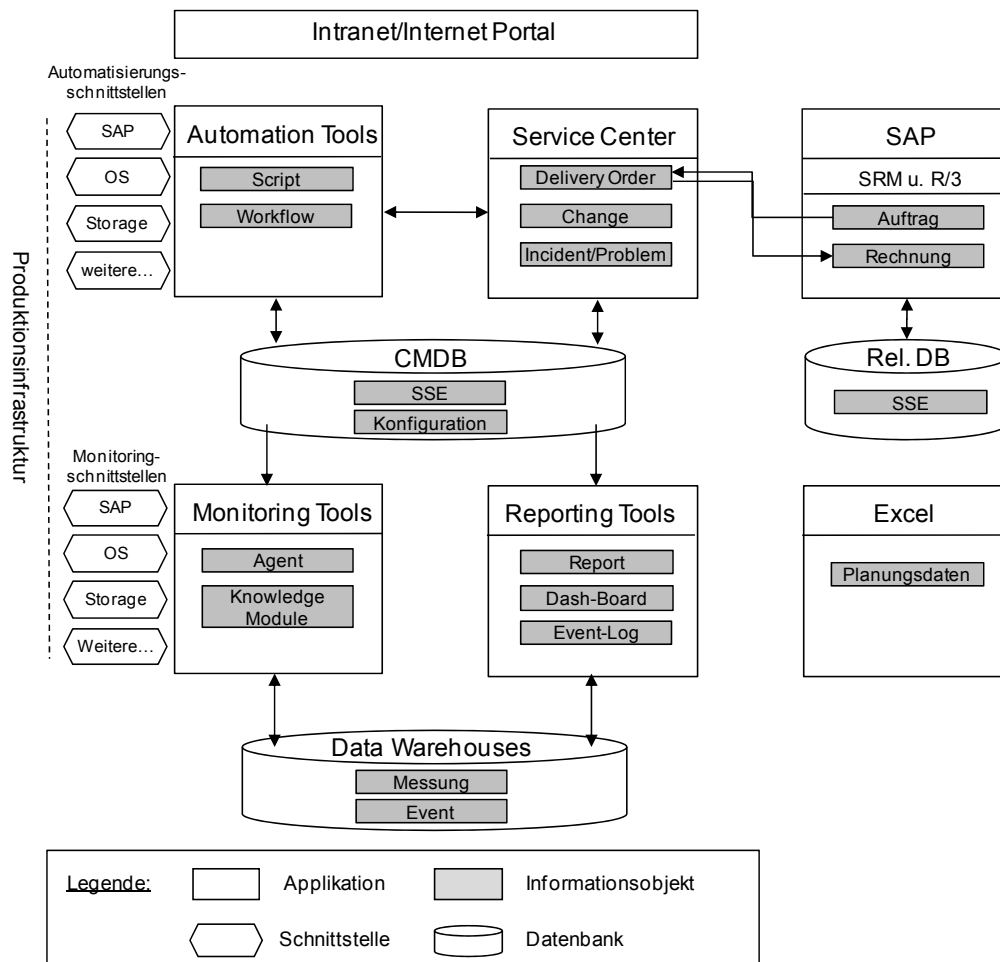 Intranet/Internet Portal
Automatisierungs-
schnittstellen
SAP
OS
Storage
weitere...
Automation Tools
Script
Workflow
Service Center
Delivery Order
Change
Incident/Problem
SAP
SRM u. R/3
Auftrag
Rechnung
Produktionsinfrastruktur
CMDB
SSE
Konfiguration
Rel. DB
SSE
Monitoring-
schnittstellen
SAP
OS
Storage
Weitere...
Monitoring Tools
Agent
Knowledge
Module
Reporting Tools
Report
Dash-Board
Event-Log
Excel
Planungsdaten
Data Warehouses
Messung
Event
Legende:
Applikation
Informationsobjekt
Schnittstelle
Datenbank